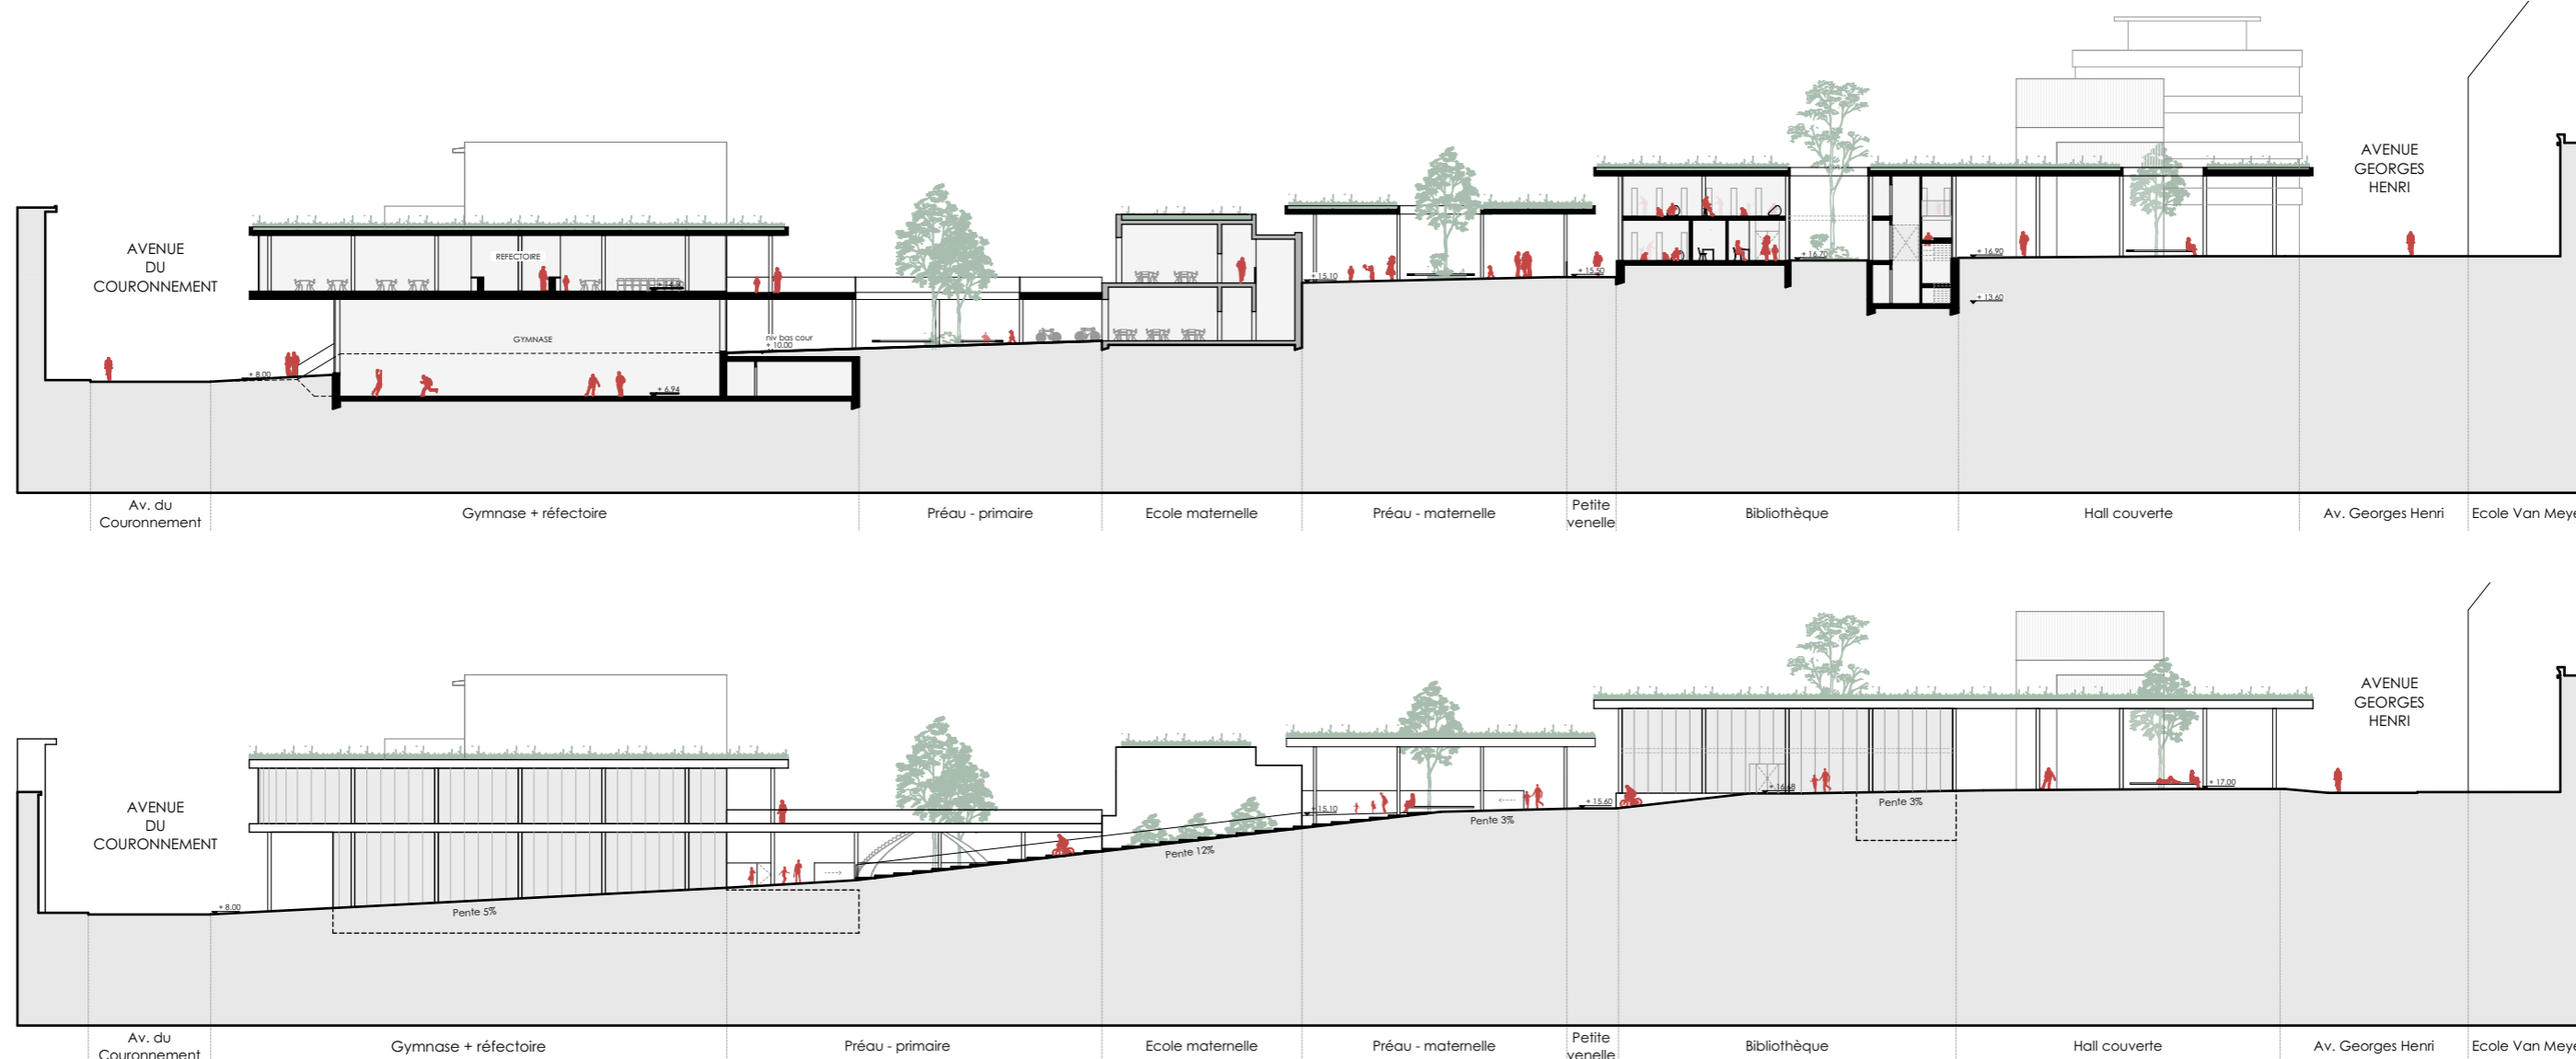 AVENUE
DU
COURONNEMENT
REFECTOIRE
GYMNASE
niv bas cour
+ 10.00
+ 8.00
+ 6.94
+ 15.10
+ 15.50
+ 16.70
+ 16.90
+ 13.60
AVENUE
GEORGES
HENRI
Av. du
Couronnement
Gymnase + réfectoire
Préau - primaire
Ecole maternelle
Préau - maternelle
Petite
venelle
Bibliothèque
Hall couverte
Av. Georges Henri
Ecole Van Meye
AVENUE
DU
COURONNEMENT
+ 8.00
Pente 5%
Pente 12%
+ 15.10
Pente 3%
+ 15.60
Pente 3%
+ 17.00
AVENUE
GEORGES
HENRI
Av. du
Couronnement
Gymnase + réfectoire
Préau - primaire
Ecole maternelle
Préau - maternelle
Petite
venelle
Bibliothèque
Hall couverte
Av. Georges Henri
Ecole Van Meye